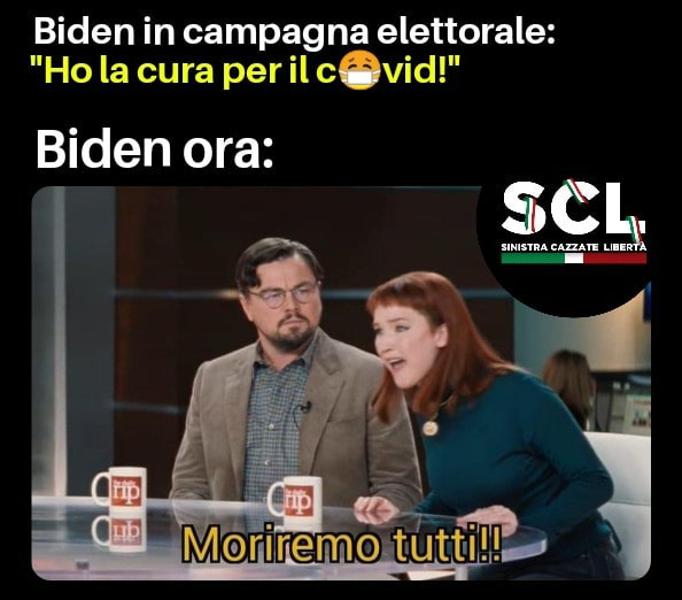 Biden in campagna elettorale:
"Ho la cura per il c😷vid!"
Biden ora:
SCL
SINISTRA CAZZATE LIBERTÀ
rip
rip
Moriremo tutti!!